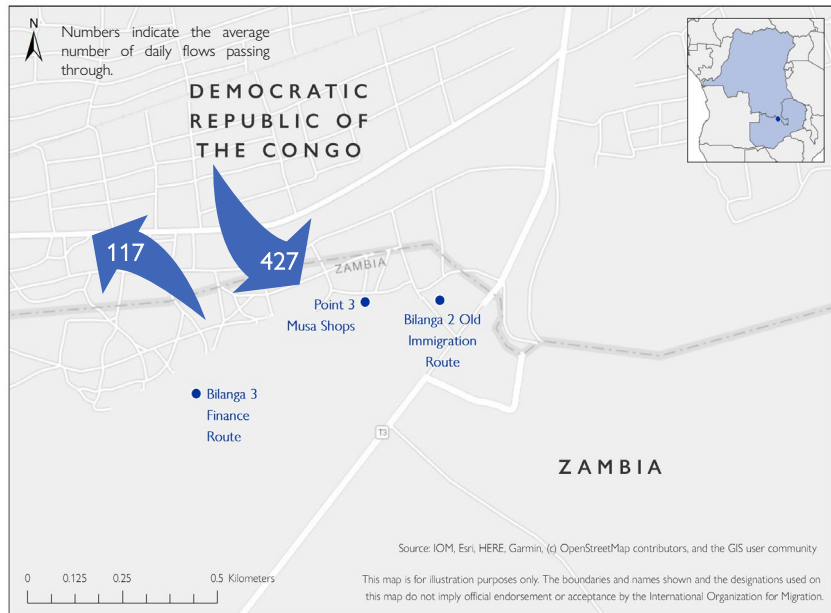 N
Numbers indicate the average
number of daily flows passing
through.
DEMOCRATIC
REPUBLIC OF
THE CONGO
117
427
ZAMBIA
Point 3
Musa Shops
Bilanga 2 Old
Immigration
Route
Bilanga 3
Finance
Route
T3
ZAMBIA
Source: IOM, Esri, HERE, Garmin, (c) OpenStreetMap contributors, and the GIS user community
0 0.125 0.25 0.5 Kilometers
This map is for illustration purposes only. The boundaries and names shown and the designations used on
this map do not imply official endorsement or acceptance by the International Organization for Migration.